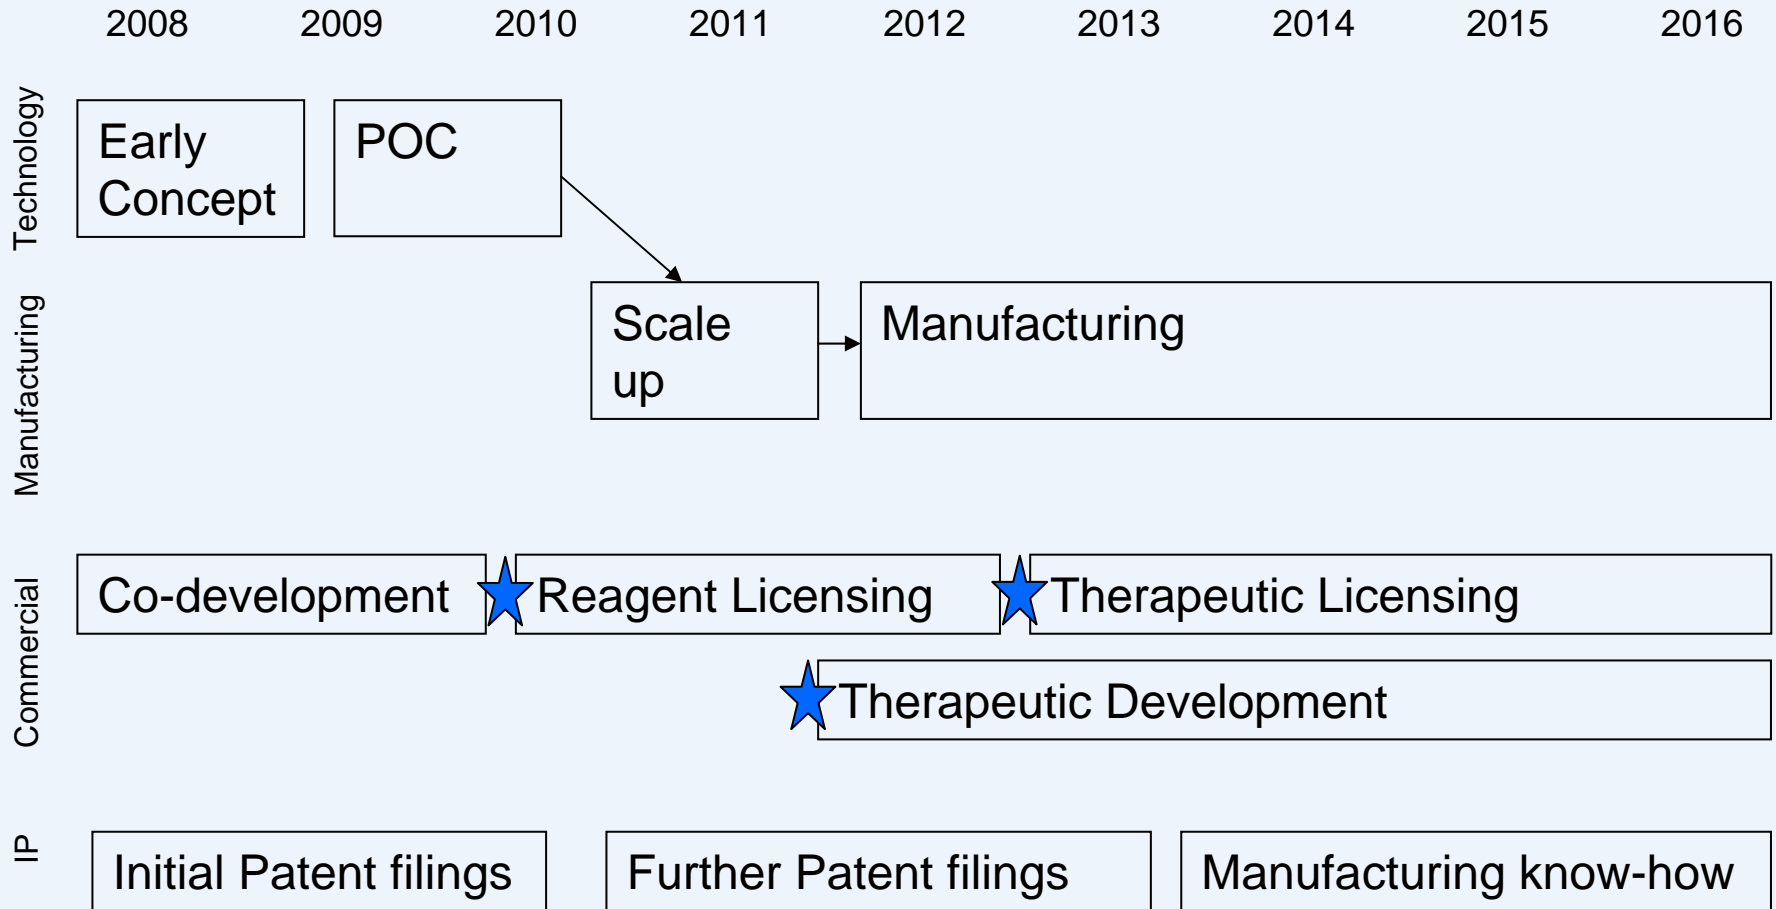 2008 2009 2010 2011 2012 2013 2014 2015 2016
Technology
Early
Concept
POC
Manufacturing
Scale
up
Manufacturing
Commercial
Co-development
Reagent Licensing
Therapeutic Licensing
Therapeutic Development
IP
Initial Patent filings
Further Patent filings
Manufacturing know-how